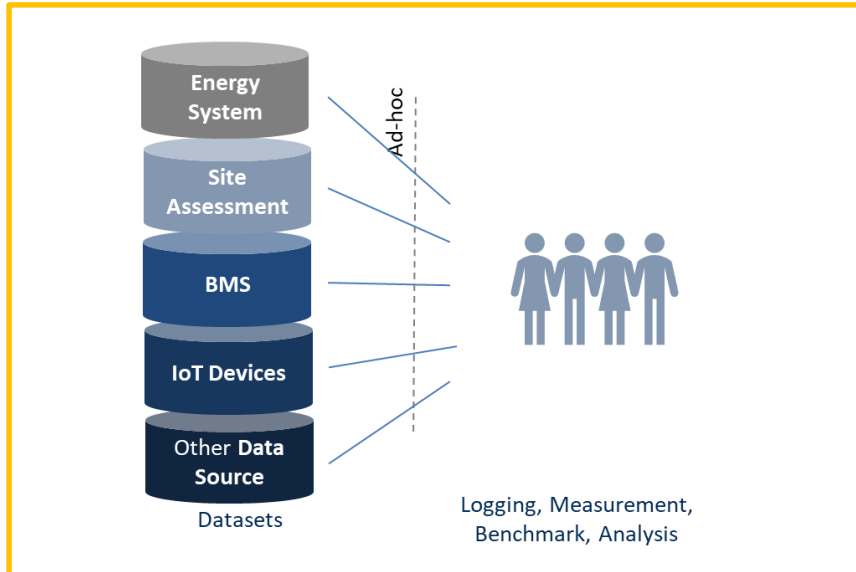 Energy
System
Ad-hoc
Site
Assessment
BMS
IoT Devices
Other Data
Source
Datasets
Logging, Measurement,
Benchmark, Analysis